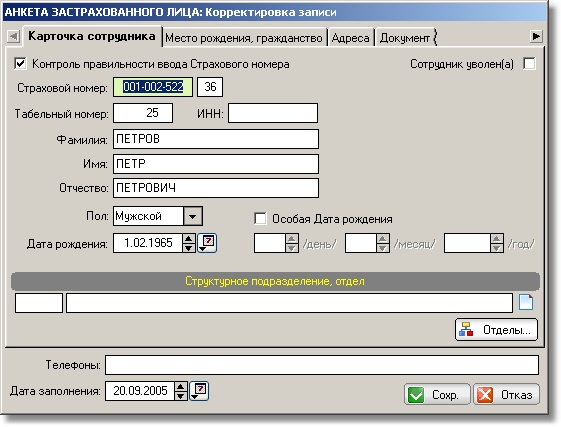 АНКЕТА ЗАСТРАХОВАННОГО ЛИЦА: Корректировка записи
Карточка сотрудника Место рождения, гражданство Адреса Документ
Контроль правильности ввода Страхового номера Сотрудник уволен(а)
Страховой номер: 001-002-522 36
Табельный номер: 25 ИНН:
Фамилия: ПЕТРОВ
Имя: ПЕТР
Отчество: ПЕТРОВИЧ
Пол: Мужской Особая Дата рождения
Дата рождения: 1.02.1965 ? /день/ /месяц/ /год/
Структурное подразделение, отдел
Отделы...
Телефоны:
Дата заполнения: 20.09.2005 ? Сохр. Отказ